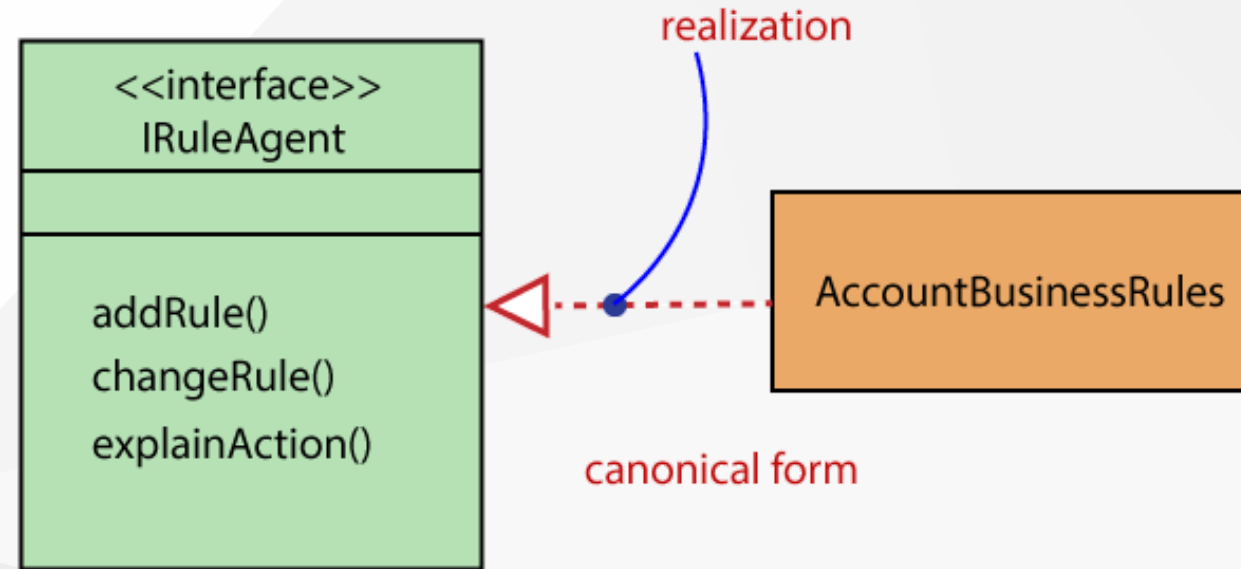 realization
<<interface>>
IRuleAgent
addRule()
changeRule()
explainAction()
AccountBusinessRules
canonical form